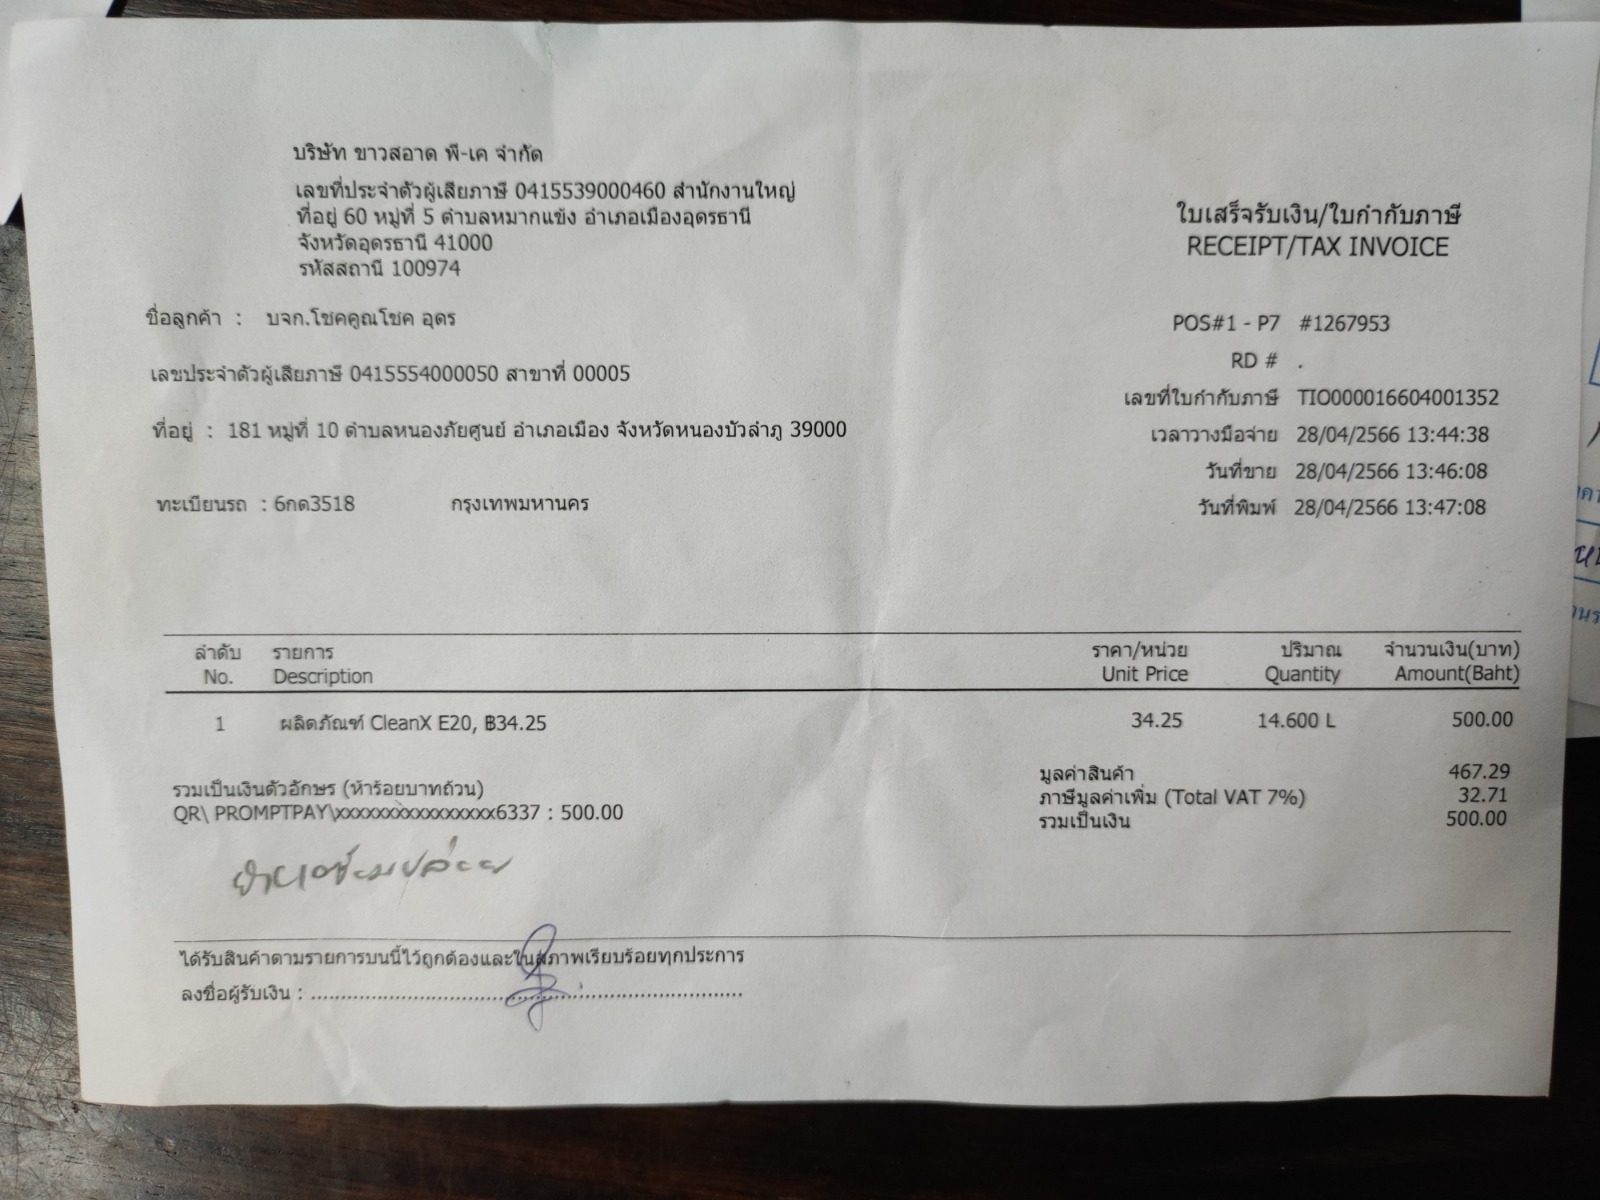 บริษัท ขาวสอาด พี-เค จำกัด
เลขที่ประจำตัวผู้เสียภาษี 0415539000460 สำนักงานใหญ่
ที่อยู่ 60 หมู่ที่ 5 ตำบลหมากแข้ง อำเภอเมืองอุดรธานี
จังหวัดอุดรธานี 41000
รหัสสถานี 100974
ใบเสร็จรับเงิน/ใบกำกับภาษี
RECEIPT/TAX INVOICE
ชื่อลูกค้า : บจก.โชคคูณโชค อุดร
เลขประจำตัวผู้เสียภาษี 0415554000050 สาขาที่ 00005
ที่อยู่ : 181 หมู่ที่ 10 ตำบลหนองภัยศูนย์ อำเภอเมือง จังหวัดหนองบัวลำภู 39000
ทะเบียนรถ : 6กด3518 กรุงเทพมหานคร
POS#1 - P7 #1267953
RD # .
เลขที่ใบกำกับภาษี TIO000016604001352
เวลาวางมือจ่าย 28/04/2566 13:44:38
วันที่ขาย 28/04/2566 13:46:08
วันที่พิมพ์ 28/04/2566 13:47:08
ลำดับ รายการ ราคา/หน่วย ปริมาณ จำนวนเงิน(บาท)
No. Description Unit Price Quantity Amount(Baht)
1 ผลิตภัณฑ์ CleanX E20, ฿34.25 34.25 14.600 L 500.00
รวมเป็นเงินตัวอักษร (ห้าร้อยบาทถ้วน)
QR\ PROMPTPAY\xxxxxxxxxxxxxxxx6337 : 500.00
มูลค่าสินค้า 467.29
ภาษีมูลค่าเพิ่ม (Total VAT 7%) 32.71
รวมเป็นเงิน 500.00
ได้รับสินค้าตามรายการบนนี้ไว้ถูกต้องและในสภาพเรียบร้อยทุกประการ
ลงชื่อผู้รับเงิน :